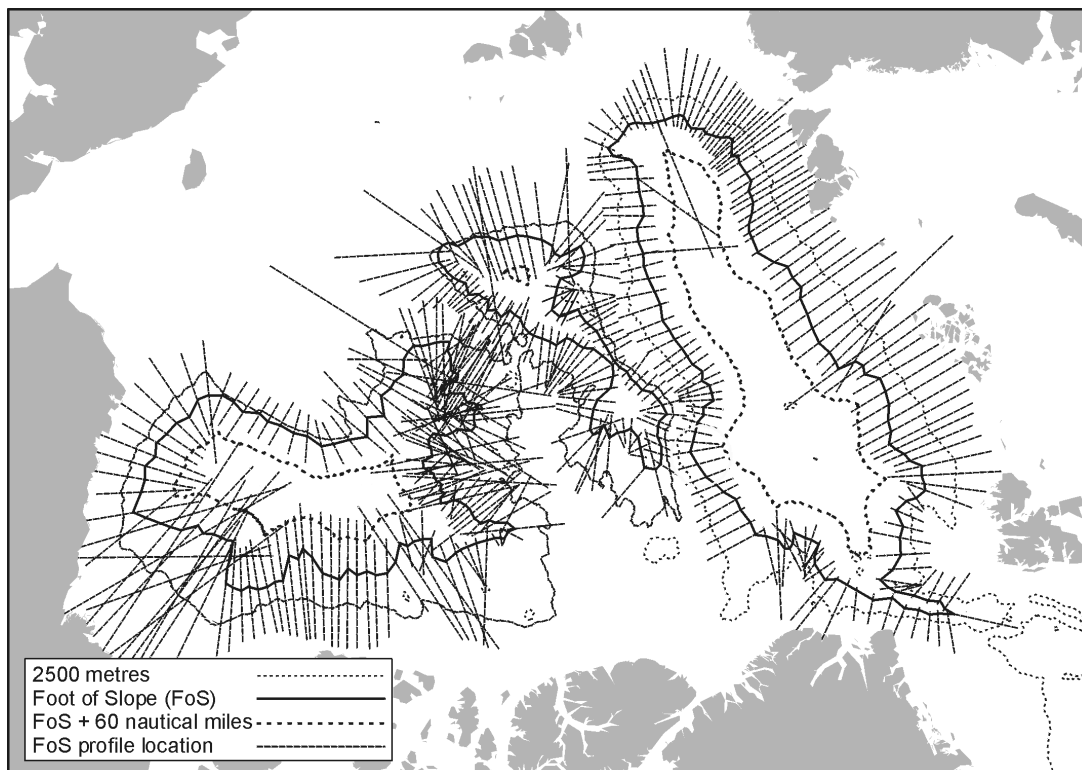 2500 metres
Foot of Slope (FoS)
FoS + 60 nautical miles
FoS profile location